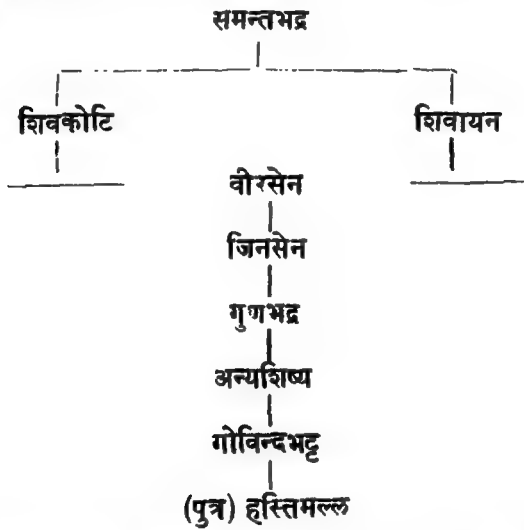 समन्तभद्र
शिवकोटि शिवायन
वीरसेन
जिनसेन
गुणभद्र
अन्यशिष्य
गोविन्दभट्ट
(पुत्र) हस्तिमल्ल